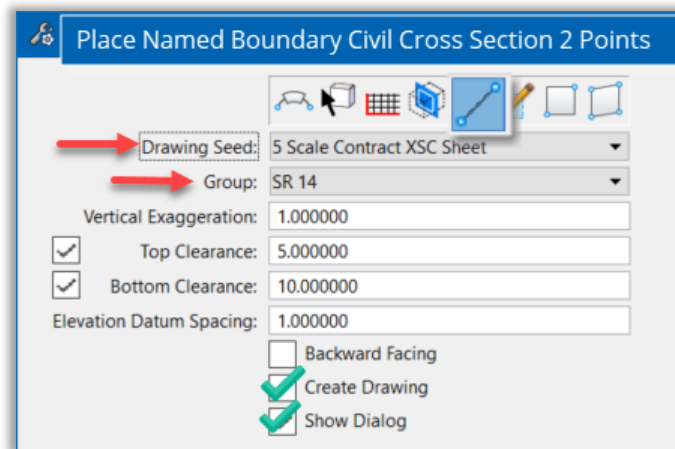 Place Named Boundary Civil Cross Section 2 Points
Drawing Seed: 5 Scale Contract XSC Sheet
Group: SR 14
Vertical Exaggeration: 1.000000
Top Clearance: 5.000000
Bottom Clearance: 10.000000
Elevation Datum Spacing: 1.000000
Backward Facing
Create Drawing
Show Dialog